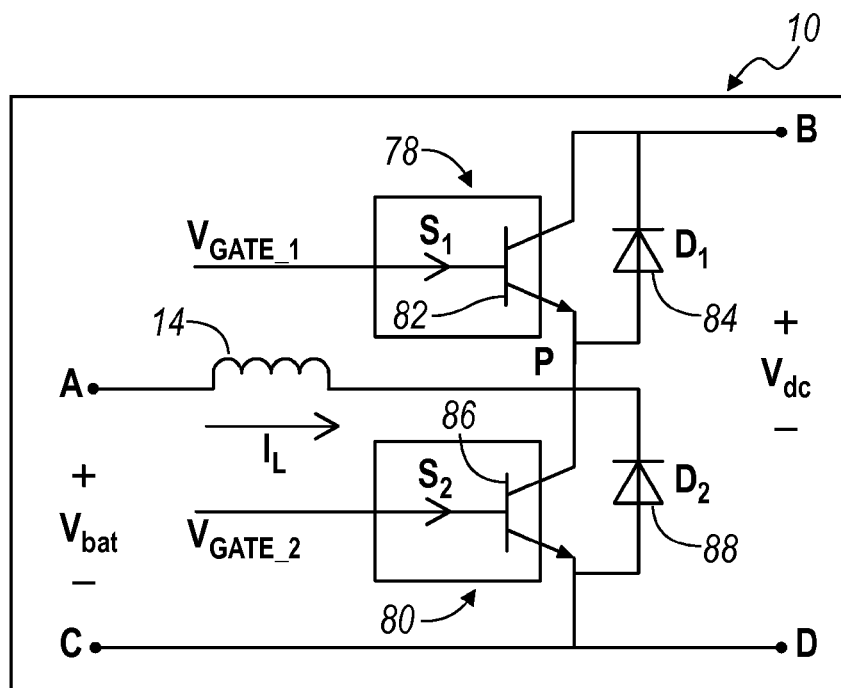 10
B
78
V_GATE_1
S₁
D₁
82
84
14
P
+
A
V_dc
86
−
I_L
+
S₂
D₂
V_bat
V_GATE_2
88
−
80
C
D